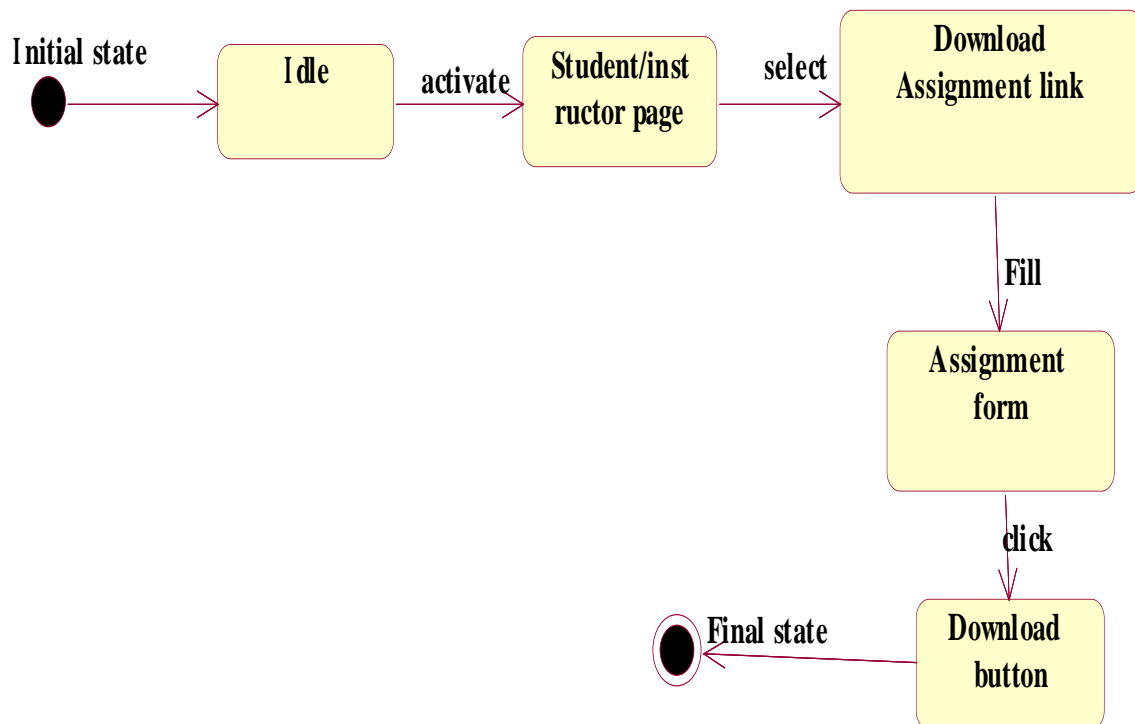 Initial state
Idle
activate
Student/inst
ructor page
select
Download
Assignment link
Fill
Assignment
form
click
Download
button
Final state